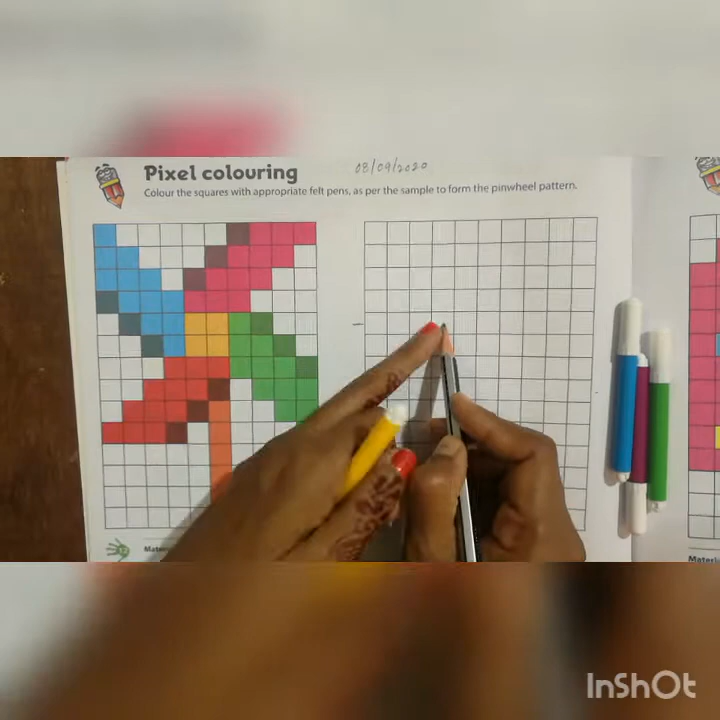 Pixel colouring
08/09/2020
Colour the squares with appropriate felt pens, as per the sample to form the pinwheel pattern.
InShOt